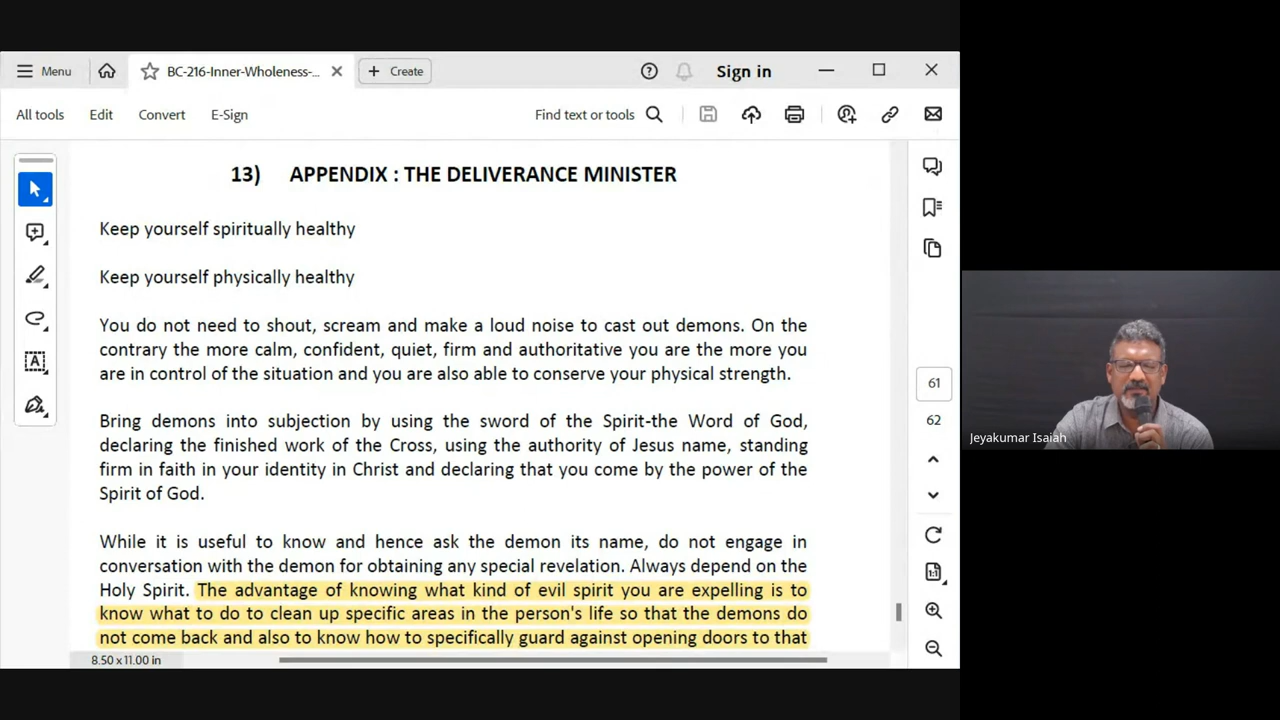 Menu
BC-216-Inner-Wholeness-...
Create
Sign in
All tools
Edit
Convert
E-Sign
Find text or tools
13) APPENDIX : THE DELIVERANCE MINISTER
Keep yourself spiritually healthy
Keep yourself physically healthy
You do not need to shout, scream and make a loud noise to cast out demons. On the
contrary the more calm, confident, quiet, firm and authoritative you are the more you
are in control of the situation and you are also able to conserve your physical strength.
Bring demons into subjection by using the sword of the Spirit-the Word of God,
declaring the finished work of the Cross, using the authority of Jesus name, standing
firm in faith in your identity in Christ and declaring that you come by the power of the
Spirit of God.
While it is useful to know and hence ask the demon its name, do not engage in
conversation with the demon for obtaining any special revelation. Always depend on the
Holy Spirit. The advantage of knowing what kind of evil spirit you are expelling is to
know what to do to clean up specific areas in the person's life so that the demons do
not come back and also to know how to specifically guard against opening doors to that
8.50 x 11.00 in
61
62
1:1
Jeyakumar Isaiah